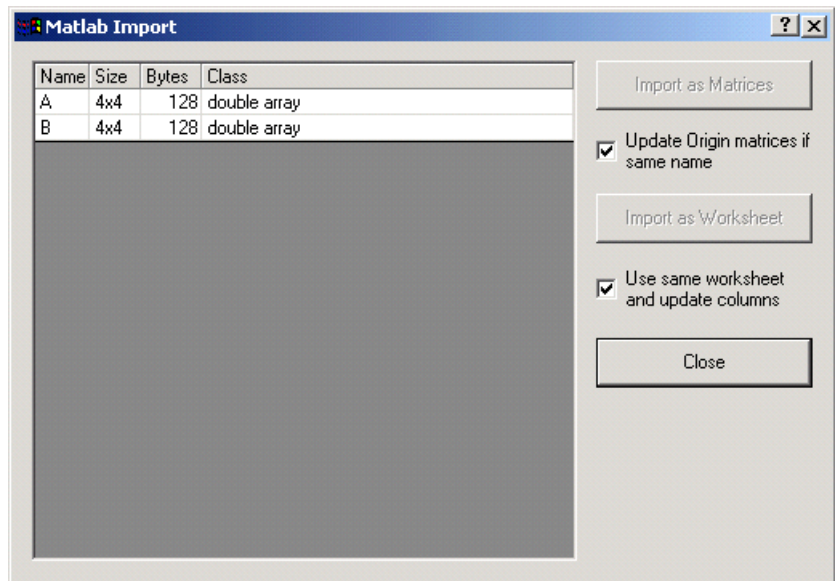 Matlab Import
Name Size Bytes Class
A 4x4 128 double array
B 4x4 128 double array
Import as Matrices
Update Origin matrices if
same name
Import as Worksheet
Use same worksheet
and update columns
Close